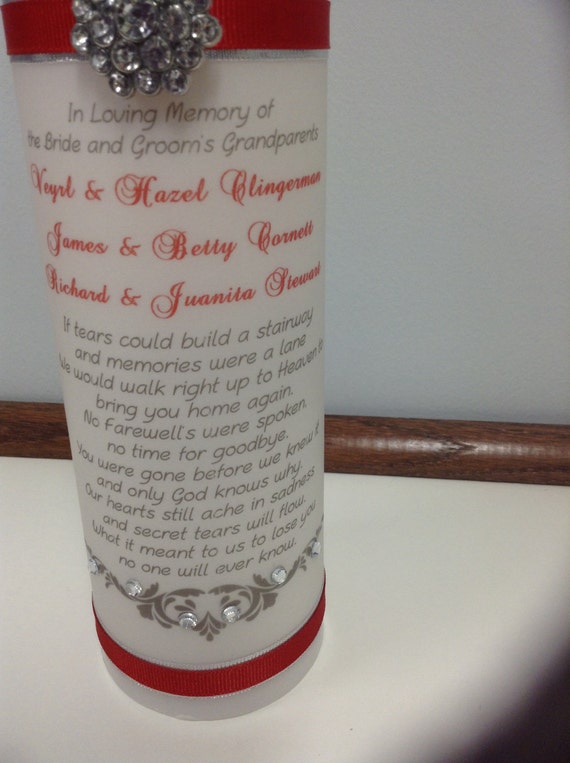 In Loving Memory of
the Bride and Groom's Grandparents
Veyrl & Hazel Clingerman
James & Betty Cornett
Richard & Juanita Stewart
If tears could build a stairway
and memories were a lane
We would walk right up to Heaven to
bring you home again.
No Farewell's were spoken,
no time for goodbye.
You were gone before we knew it
and only God knows why.
Our hearts still ache in sadness
and secret tears will flow.
What it meant to us to lose you
no one will ever know.